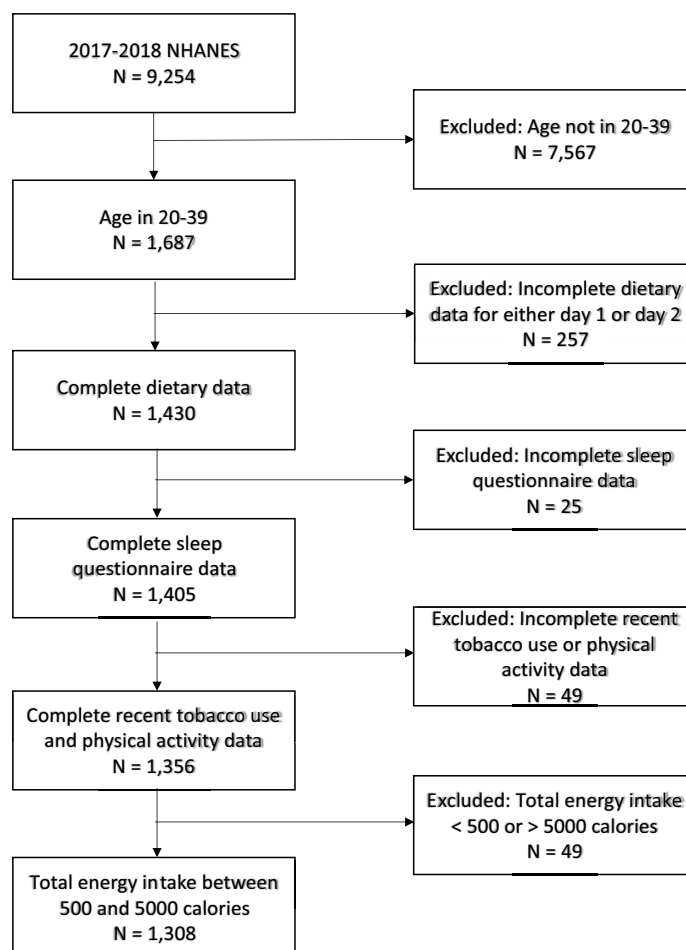 2017-2018 NHANES
N = 9,254
Excluded: Age not in 20-39
N = 7,567
Age in 20-39
N = 1,687
Excluded: Incomplete dietary
data for either day 1 or day 2
N = 257
Complete dietary data
N = 1,430
Excluded: Incomplete sleep
questionnaire data
N = 25
Complete sleep
questionnaire data
N = 1,405
Excluded: Incomplete recent
tobacco use or physical
activity data
N = 49
Complete recent tobacco use
and physical activity data
N = 1,356
Excluded: Total energy intake
< 500 or > 5000 calories
N = 49
Total energy intake between
500 and 5000 calories
N = 1,308